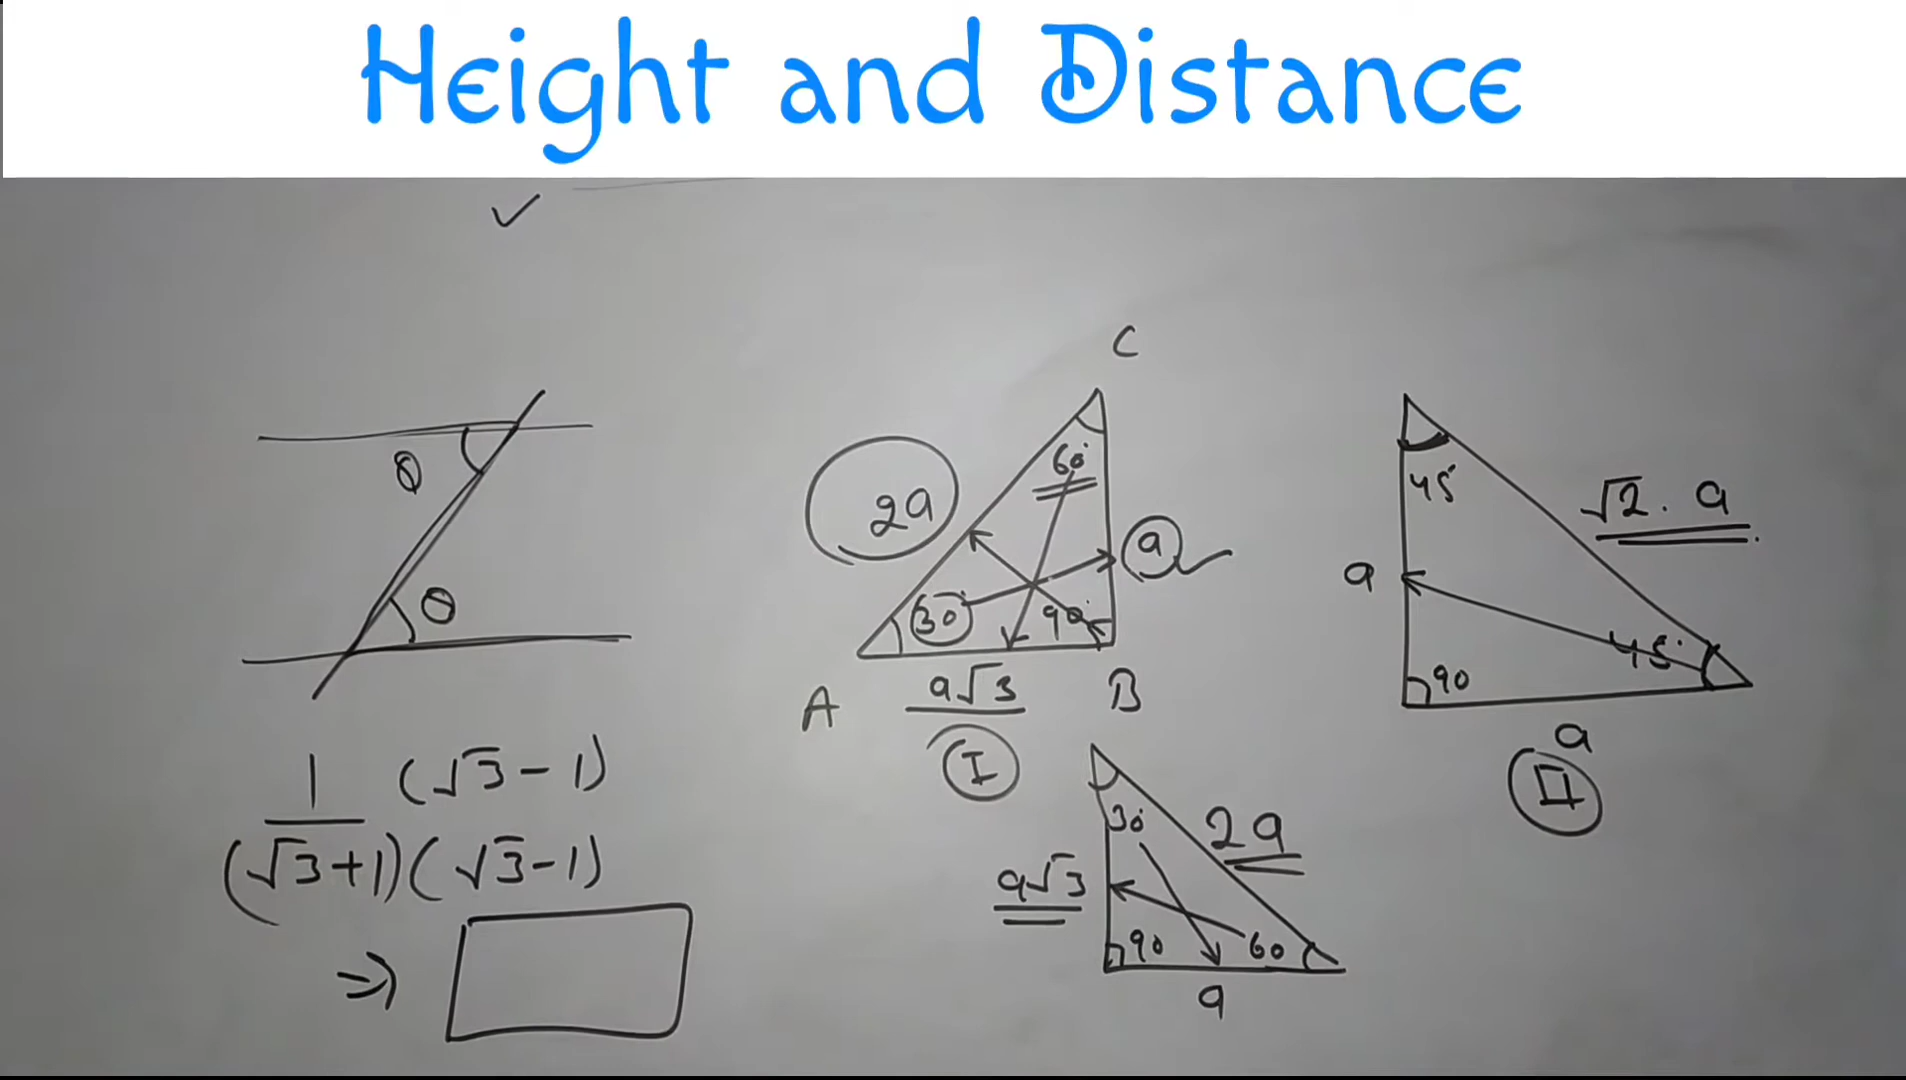 Height and Distance
θ
θ
1 (√3-1)
(√3+1)(√3-1)
⇒
C
60°
2a
a
30°
90°
a√3
A
B
I
30°
2a
a√3
90
60
a
45°
√2. a
a
45°
90
a
II